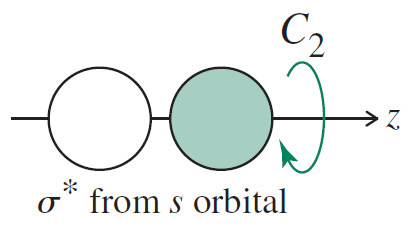 C₂
z
σ* from s orbital